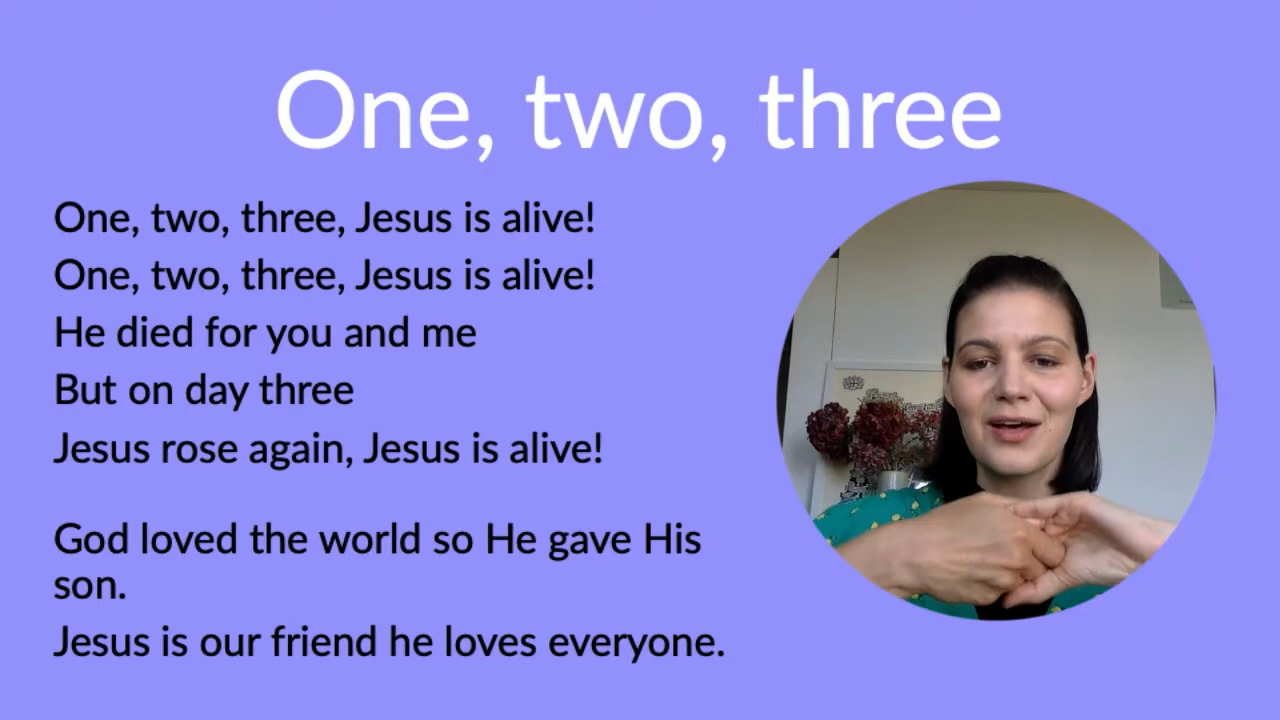 One, two, three
One, two, three, Jesus is alive!
One, two, three, Jesus is alive!
He died for you and me
But on day three
Jesus rose again, Jesus is alive!
God loved the world so He gave His
son.
Jesus is our friend he loves everyone.